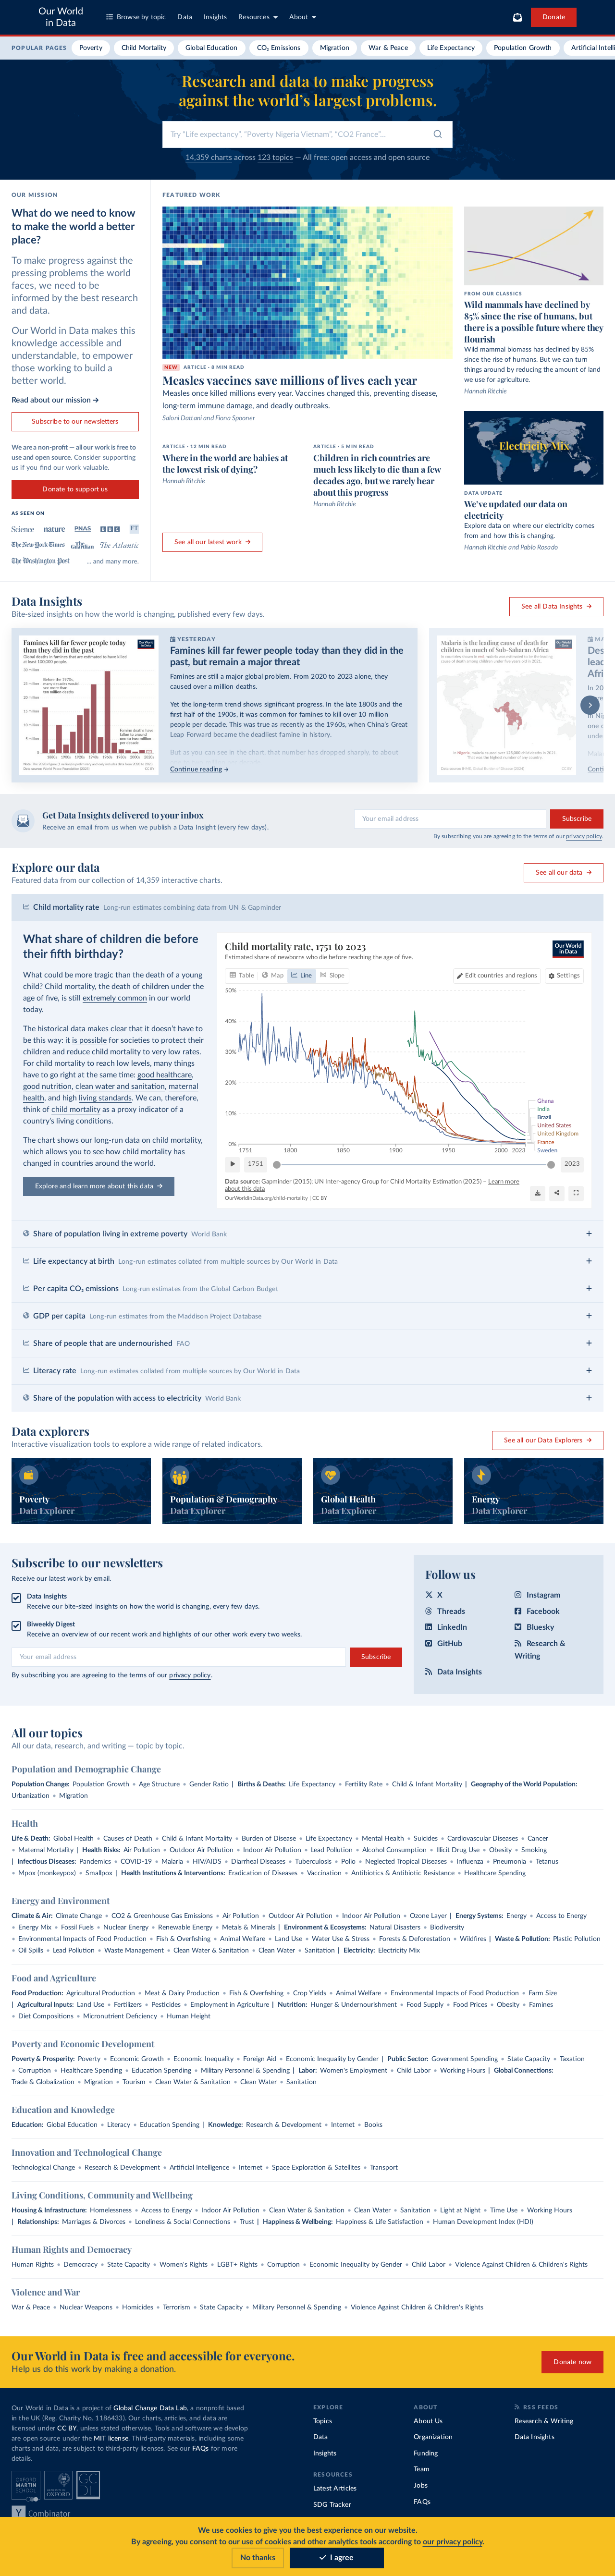 Our World
in Data
Browse by topic
Data
Insights
Resources
About
Donate
POPULAR PAGES
Poverty
Child Mortality
Global Education
CO₂ Emissions
Migration
War & Peace
Life Expectancy
Population Growth
Artificial Intelli
Research and data to make progress
against the world's largest problems.
Try "Life expectancy", "Poverty Nigeria Vietnam", "CO2 France"...
14,359 charts across 123 topics — All free: open access and open source
OUR MISSION
What do we need to know
to make the world a better
place?
To make progress against the
pressing problems the world
faces, we need to be
informed by the best research
and data.
Our World in Data makes this
knowledge accessible and
understandable, to empower
those working to build a
better world.
Read about our mission →
Subscribe to our newsletters
We are a non-profit — all our work is free to
use and open source. Consider supporting
us if you find our work valuable.
Donate to support us
AS SEEN ON
Science
nature
PNAS
BBC
FT
The New York Times
The Guardian
The Atlantic
The Washington Post
... and many more.
FEATURED WORK
NEW ARTICLE • 8 MIN READ
Measles vaccines save millions of lives each year
Measles once killed millions every year. Vaccines changed this, preventing disease,
long-term immune damage, and deadly outbreaks.
Saloni Dattani and Fiona Spooner
ARTICLE • 12 MIN READ
Where in the world are babies at
the lowest risk of dying?
Hannah Ritchie
ARTICLE • 5 MIN READ
Children in rich countries are
much less likely to die than a few
decades ago, but we rarely hear
about this progress
Hannah Ritchie
See all our latest work →
FROM OUR CLASSICS
Wild mammals have declined by
85% since the rise of humans, but
there is a possible future where they
flourish
Wild mammal biomass has declined by 85%
since the rise of humans. But we can turn
things around by reducing the amount of land
we use for agriculture.
Hannah Ritchie
Electricity Mix
DATA UPDATE
We've updated our data on
electricity
Explore data on where our electricity comes
from and how this is changing.
Hannah Ritchie and Pablo Rosado
Data Insights
Bite-sized insights on how the world is changing, published every few days.
See all Data Insights →
Famines kill far fewer people today
than they did in the past
YESTERDAY
Famines kill far fewer people today than they did in the
past, but remain a major threat
Famines are still a major global problem. From 2020 to 2023 alone, they
caused over a million deaths.
Yet the long-term trend shows significant progress. In the late 1800s and the
first half of the 1900s, it was common for famines to kill over 10 million
people per decade. This was true as recently as the 1960s, when China's Great
Leap Forward became the deadliest famine in history.
But as you can see in the chart, that number has dropped sharply, to about
Continue reading →
Malaria is the leading cause of death for
children in much of Sub-Saharan Africa
Get Data Insights delivered to your inbox
Receive an email from us when we publish a Data Insight (every few days).
Your email address
Subscribe
By subscribing you are agreeing to the terms of our privacy policy.
Explore our data
Featured data from our collection of 14,359 interactive charts.
See all our data →
Child mortality rate Long-run estimates combining data from UN & Gapminder
What share of children die before
their fifth birthday?
What could be more tragic than the death of a young
child? Child mortality, the death of children under the
age of five, is still extremely common in our world
today.
The historical data makes clear that it doesn't have to
be this way: it is possible for societies to protect their
children and reduce child mortality to very low rates.
For child mortality to reach low levels, many things
have to go right at the same time: good healthcare,
good nutrition, clean water and sanitation, maternal
health, and high living standards. We can, therefore,
think of child mortality as a proxy indicator of a
country's living conditions.
The chart shows our long-run data on child mortality,
which allows you to see how child mortality has
changed in countries around the world.
Explore and learn more about this data →
Child mortality rate, 1751 to 2023
Estimated share of newborns who die before reaching the age of five.
Our World
in Data
Table
Map
Line
Slope
Edit countries and regions
Settings
50%
40%
30%
20%
10%
0%
1751
1800
1850
1900
1950
2000
2023
Ghana
India
Brazil
United States
United Kingdom
France
Sweden
1751
2023
Data source: Gapminder (2015); UN Inter-agency Group for Child Mortality Estimation (2025) – Learn more
about this data
OurWorldinData.org/child-mortality | CC BY
Share of population living in extreme poverty World Bank
Life expectancy at birth Long-run estimates collated from multiple sources by Our World in Data
Per capita CO₂ emissions Long-run estimates from the Global Carbon Budget
GDP per capita Long-run estimates from the Maddison Project Database
Share of people that are undernourished FAO
Literacy rate Long-run estimates collated from multiple sources by Our World in Data
Share of the population with access to electricity World Bank
Data explorers
Interactive visualization tools to explore a wide range of related indicators.
See all our Data Explorers →
Poverty
Data Explorer
Population & Demography
Data Explorer
Global Health
Data Explorer
Energy
Data Explorer
Subscribe to our newsletters
Receive our latest work by email.
Data Insights
Receive our bite-sized insights on how the world is changing, every few days.
Biweekly Digest
Receive an overview of our recent work and highlights of our other work every two weeks.
Your email address
Subscribe
By subscribing you are agreeing to the terms of our privacy policy.
Follow us
X
Instagram
Threads
Facebook
LinkedIn
Bluesky
GitHub
Research &
Writing
Data Insights
All our topics
All our data, research, and writing — topic by topic.
Population and Demographic Change
Population Change: Population Growth • Age Structure • Gender Ratio | Births & Deaths: Life Expectancy • Fertility Rate • Child & Infant Mortality | Geography of the World Population:
Urbanization • Migration
Health
Life & Death: Global Health • Causes of Death • Child & Infant Mortality • Burden of Disease • Life Expectancy • Mental Health • Suicides • Cardiovascular Diseases • Cancer
• Maternal Mortality | Health Risks: Air Pollution • Outdoor Air Pollution • Indoor Air Pollution • Lead Pollution • Alcohol Consumption • Illicit Drug Use • Obesity • Smoking
| Infectious Diseases: Pandemics • COVID-19 • Malaria • HIV/AIDS • Diarrheal Diseases • Tuberculosis • Polio • Neglected Tropical Diseases • Influenza • Pneumonia • Tetanus
• Mpox (monkeypox) • Smallpox | Health Institutions & Interventions: Eradication of Diseases • Vaccination • Antibiotics & Antibiotic Resistance • Healthcare Spending
Energy and Environment
Climate & Air: Climate Change • CO2 & Greenhouse Gas Emissions • Air Pollution • Outdoor Air Pollution • Indoor Air Pollution • Ozone Layer | Energy Systems: Energy • Access to Energy
• Energy Mix • Fossil Fuels • Nuclear Energy • Renewable Energy • Metals & Minerals | Environment & Ecosystems: Natural Disasters • Biodiversity
• Environmental Impacts of Food Production • Fish & Overfishing • Animal Welfare • Land Use • Water Use & Stress • Forests & Deforestation • Wildfires | Waste & Pollution: Plastic Pollution
• Oil Spills • Lead Pollution • Waste Management • Clean Water & Sanitation • Clean Water • Sanitation | Electricity: Electricity Mix
Food and Agriculture
Food Production: Agricultural Production • Meat & Dairy Production • Fish & Overfishing • Crop Yields • Animal Welfare • Environmental Impacts of Food Production • Farm Size
| Agricultural Inputs: Land Use • Fertilizers • Pesticides • Employment in Agriculture | Nutrition: Hunger & Undernourishment • Food Supply • Food Prices • Obesity • Famines
• Diet Compositions • Micronutrient Deficiency • Human Height
Poverty and Economic Development
Poverty & Prosperity: Poverty • Economic Growth • Economic Inequality • Foreign Aid • Economic Inequality by Gender | Public Sector: Government Spending • State Capacity • Taxation
• Corruption • Healthcare Spending • Education Spending • Military Personnel & Spending | Labor: Women's Employment • Child Labor • Working Hours | Global Connections:
Trade & Globalization • Migration • Tourism • Clean Water & Sanitation • Clean Water • Sanitation
Education and Knowledge
Education: Global Education • Literacy • Education Spending | Knowledge: Research & Development • Internet • Books
Innovation and Technological Change
Technological Change • Research & Development • Artificial Intelligence • Internet • Space Exploration & Satellites • Transport
Living Conditions, Community and Wellbeing
Housing & Infrastructure: Homelessness • Access to Energy • Indoor Air Pollution • Clean Water & Sanitation • Clean Water • Sanitation • Light at Night • Time Use • Working Hours
| Relationships: Marriages & Divorces • Loneliness & Social Connections • Trust | Happiness & Wellbeing: Happiness & Life Satisfaction • Human Development Index (HDI)
Human Rights and Democracy
Human Rights • Democracy • State Capacity • Women's Rights • LGBT+ Rights • Corruption • Economic Inequality by Gender • Child Labor • Violence Against Children & Children's Rights
Violence and War
War & Peace • Nuclear Weapons • Homicides • Terrorism • State Capacity • Military Personnel & Spending • Violence Against Children & Children's Rights
Our World in Data is free and accessible for everyone.
Help us do this work by making a donation.
Donate now
Our World in Data is a project of Global Change Data Lab, a nonprofit based
in the UK (Reg. Charity No. 1186433). Our charts, articles, and data are
licensed under CC BY, unless stated otherwise. Tools and software we develop
are open source under the MIT license. Third-party materials, including some
charts and data, are subject to third-party licenses. See our FAQs for more
details.
OXFORD
MARTIN
SCHOOL
UNIVERSITY OF
OXFORD
GC
DL
Y Combinator
EXPLORE
Topics
Data
Insights
RESOURCES
Latest Articles
SDG Tracker
ABOUT
About Us
Organization
Funding
Team
Jobs
FAQs
RSS FEEDS
Research & Writing
Data Insights
We use cookies to give you the best experience on our website.
By agreeing, you consent to our use of cookies and other analytics tools according to our privacy policy.
No thanks
I agree